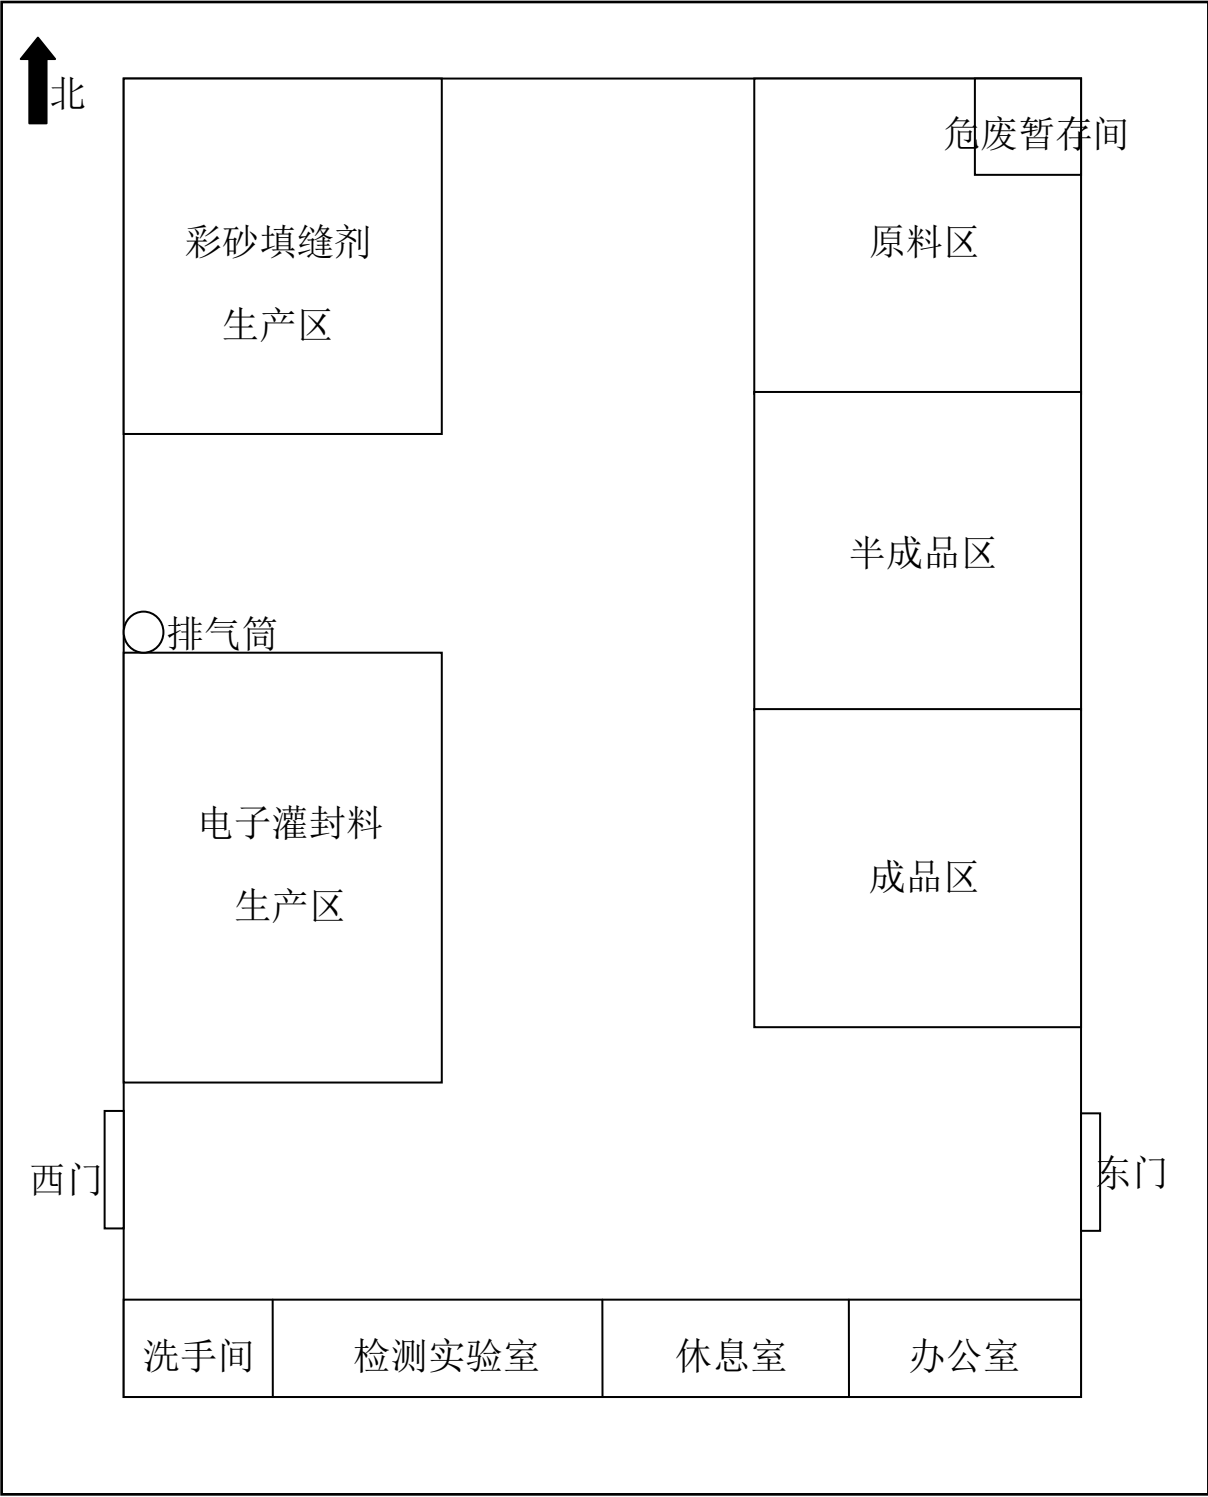 北
危废暂存间
彩砂填缝剂
生产区
原料区
半成品区
排气筒
电子灌封料
生产区
成品区
西门
东门
洗手间
检测实验室
休息室
办公室